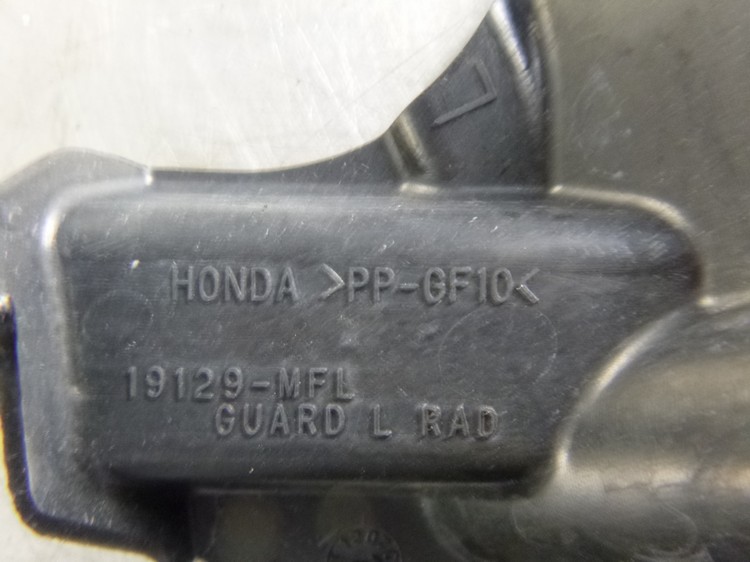 L
HONDA >PP-GF10<
19129-MFL
GUARD L RAD